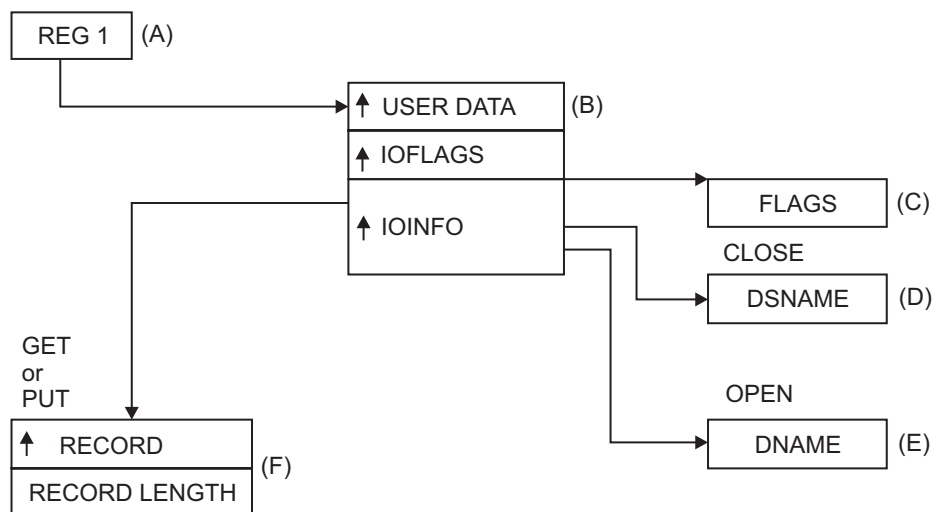 REG 1
(A)
↑ USER DATA
(B)
↑ IOFLAGS
↑ IOINFO
FLAGS
(C)
CLOSE
DSNAME
(D)
GET
or
PUT
OPEN
DNAME
(E)
↑ RECORD
(F)
RECORD LENGTH